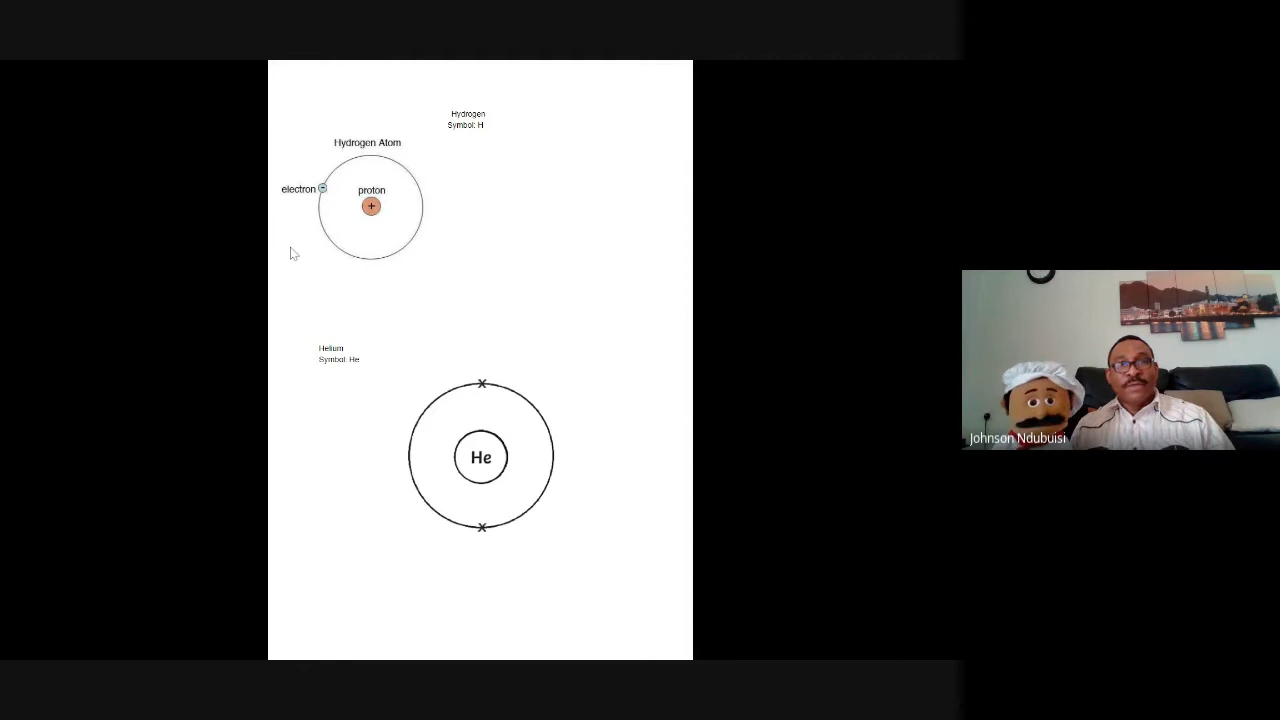 Hydrogen
Symbol: H
Hydrogen Atom
electron
-
proton
+
Helium
Symbol: He
x
He
x
Johnson Ndubuisi